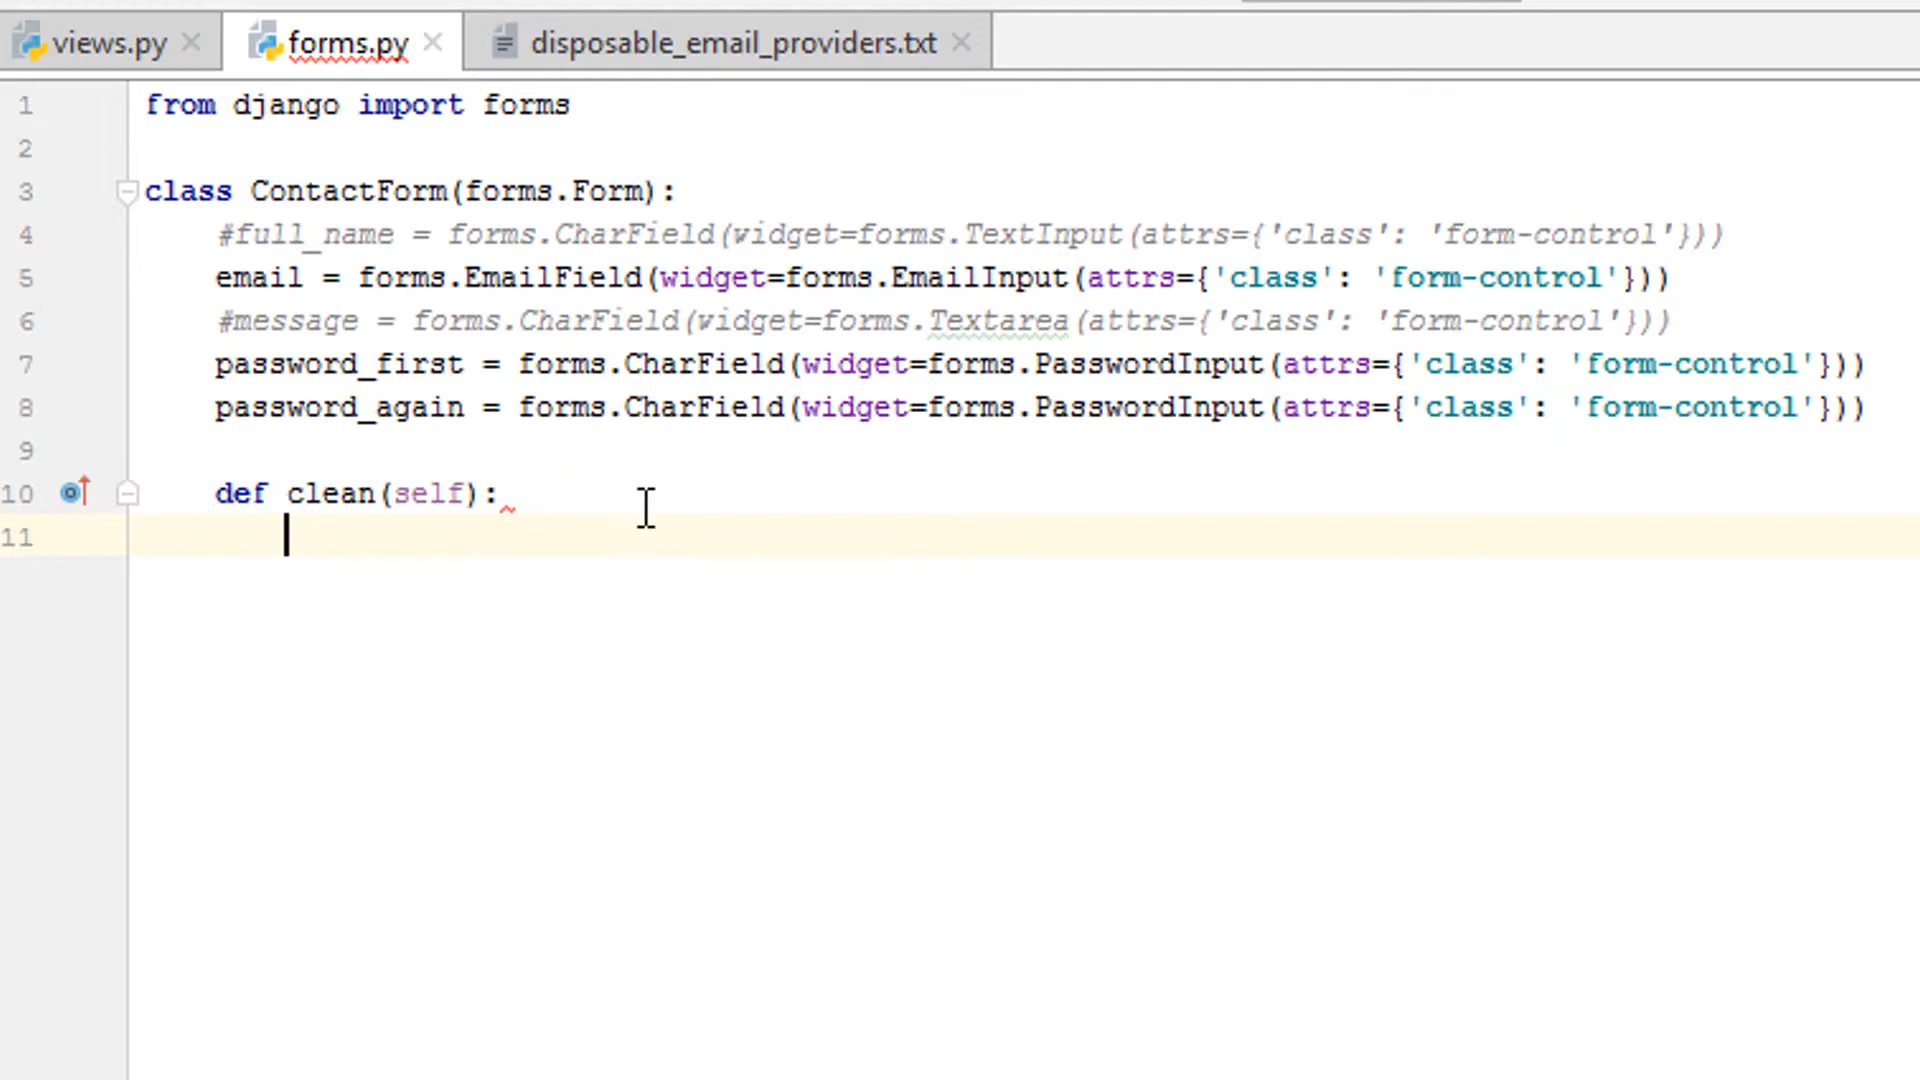 views.py forms.py disposable_email_providers.txt
1 from django import forms
2
3 class ContactForm(forms.Form):
4 #full_name = forms.CharField(widget=forms.TextInput(attrs={'class': 'form-control'}))
5 email = forms.EmailField(widget=forms.EmailInput(attrs={'class': 'form-control'}))
6 #message = forms.CharField(widget=forms.Textarea(attrs={'class': 'form-control'}))
7 password_first = forms.CharField(widget=forms.PasswordInput(attrs={'class': 'form-control'}))
8 password_again = forms.CharField(widget=forms.PasswordInput(attrs={'class': 'form-control'}))
9
10 def clean(self):
11